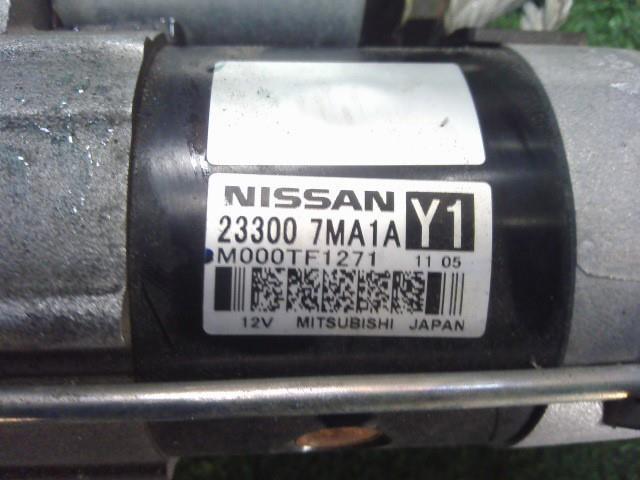 NISSAN
23300 7MA1A Y1
M000TF1271 11 05
12V MITSUBISHI JAPAN